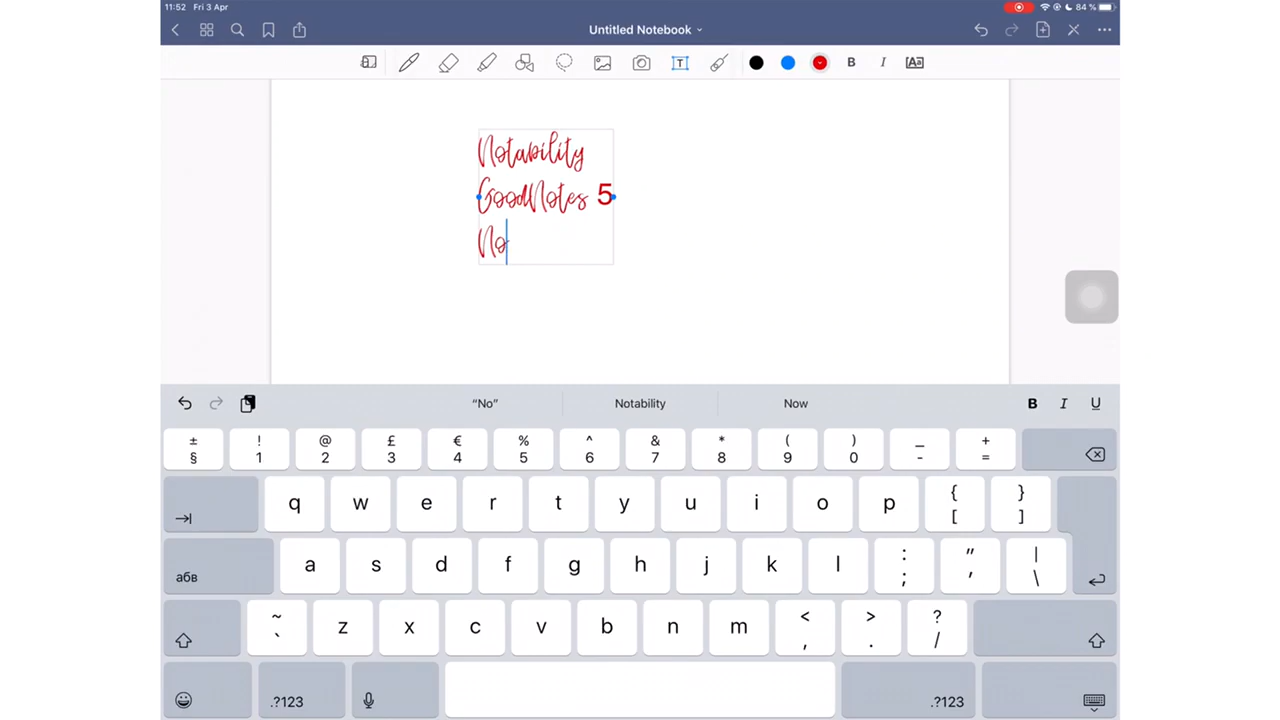 11:52 Fri 3 Apr 84 %
Untitled Notebook
T B I Aa
Notability
GoodNotes 5
No
“No” Notability Now B I U
± ! @ £ € % ^ & * ( ) _ +
§ 1 2 3 4 5 6 7 8 9 0 - =
q w e r t y u i o p { }
[ ]
a s d f g h j k l : " |
абв ; ' \
~ z x c v b n m < > ?
` , . /
.?123 .?123